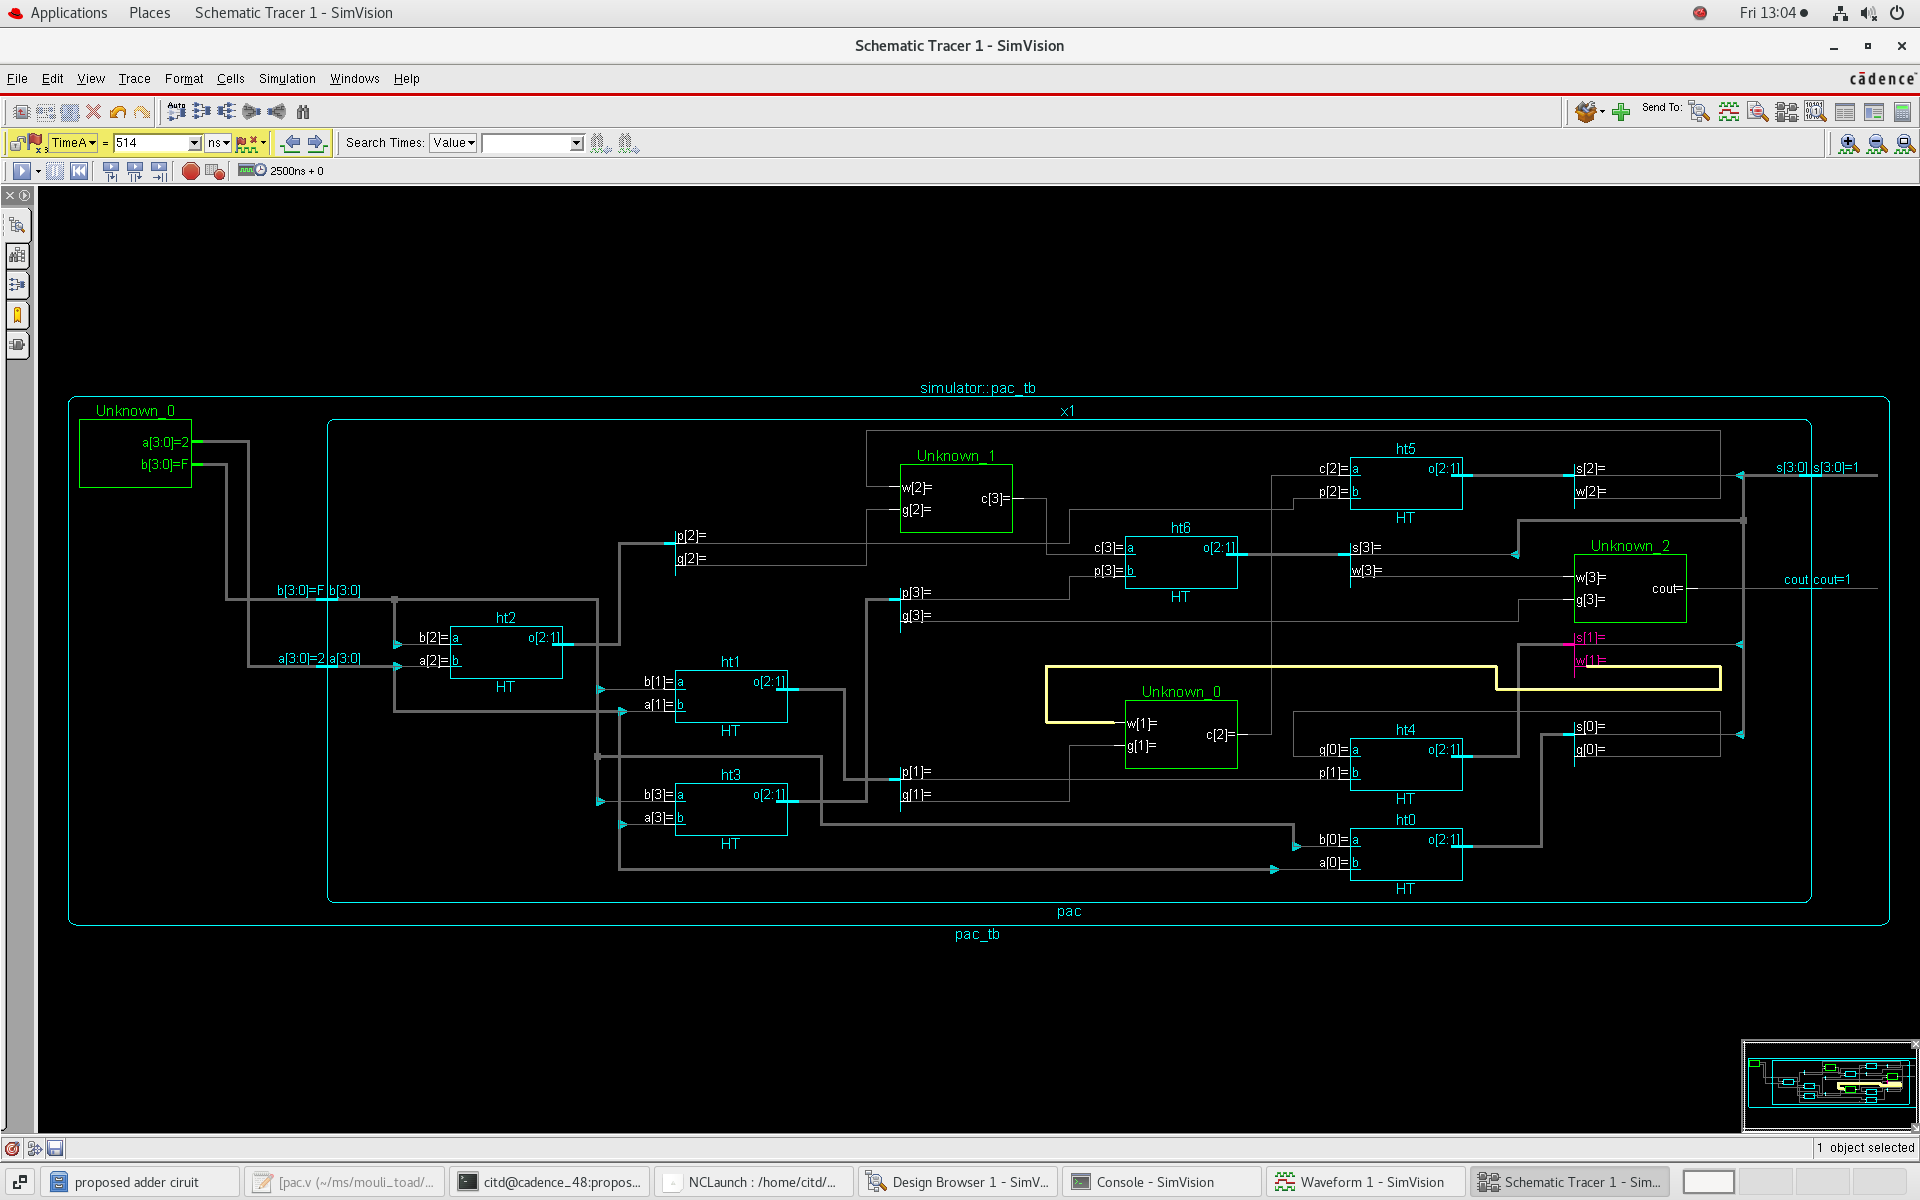 Applications Places Schematic Tracer 1 - SimVision Fri 13:04
Schematic Tracer 1 - SimVision
File Edit View Trace Format Cells Simulation Windows Help cādence
Auto Send To:
TimeA = 514 ns Search Times: Value
2500ns + 0
simulator::pac_tb
Unknown_0 x1
a[3:0]=2
b[3:0]=F
ht5
Unknown_1
c[2]= a o[2:1] s[2]= s[3:0] s[3:0]=1
w[2]= c[3]= p[2]= b w[2]=
g[2]= HT
ht6
p[2]= Unknown_2
c[3]= a o[2:1] s[3]=
g[2]= p[3]= b w[3]= w[3]= cout cout=1
b[3:0]=F b[3:0] p[3]= HT cout=
g[3]= g[3]=
ht2
b[2]= a o[2:1] s[1]=
a[3:0]=2 a[3:0] a[2]= b w[1]=
HT ht1
b[1]= a o[2:1] Unknown_0
a[1]= b w[1]= s[0]=
HT c[2]= ht4
g[1]= g[0]= a o[2:1] g[0]=
ht3 p[1]= p[1]= b
b[3]= a o[2:1] g[1]= HT
a[3]= b ht0
HT b[0]= a o[2:1]
a[0]= b
HT
pac
pac_tb
1 object selected
proposed adder ciruit [pac.v (~/ms/mouli_toad/... citd@cadence_48:propos... NCLaunch : /home/citd/... Design Browser 1 - SimV... Console - SimVision Waveform 1 - SimVision Schematic Tracer 1 - Sim...